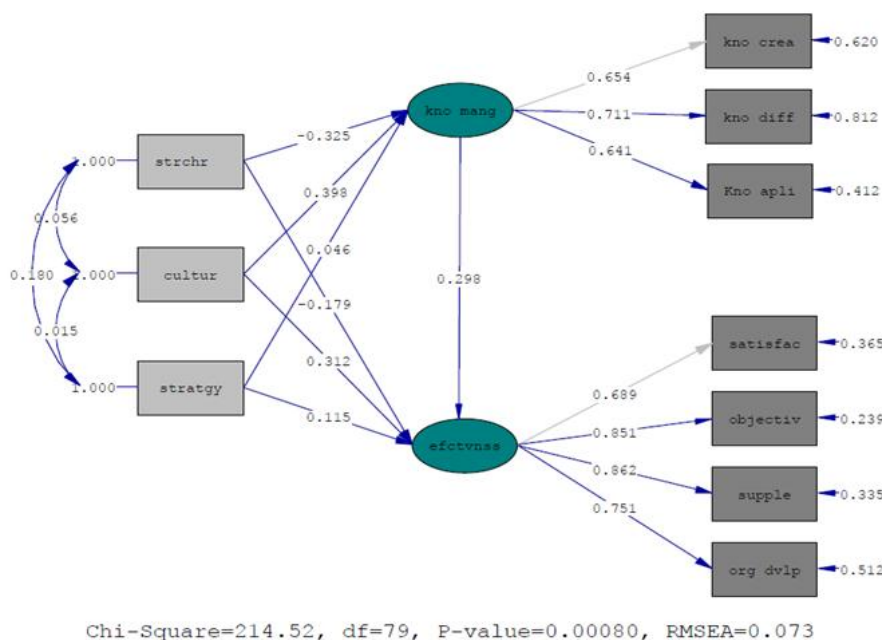 kno crea
0.620
0.654
kno mang
kno diff
0.711
0.812
-0.325
0.641
1.000
strchr
Kno apli
0.412
0.398
0.056
0.046
0.180
1.000
cultur
0.298
-0.179
0.015
satisfac
0.365
0.312
1.000
stratgy
0.689
0.115
objectiv
0.239
0.851
efctvnss
0.862
supple
0.335
0.751
org dvlp
0.512
Chi-Square=214.52, df=79, P-value=0.00080, RMSEA=0.073